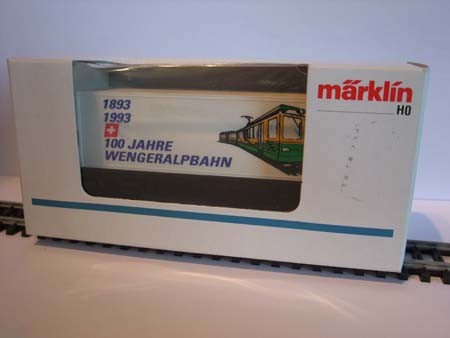 märklin
H0
1893
1993
100 JAHRE
WENGERALPBAHN